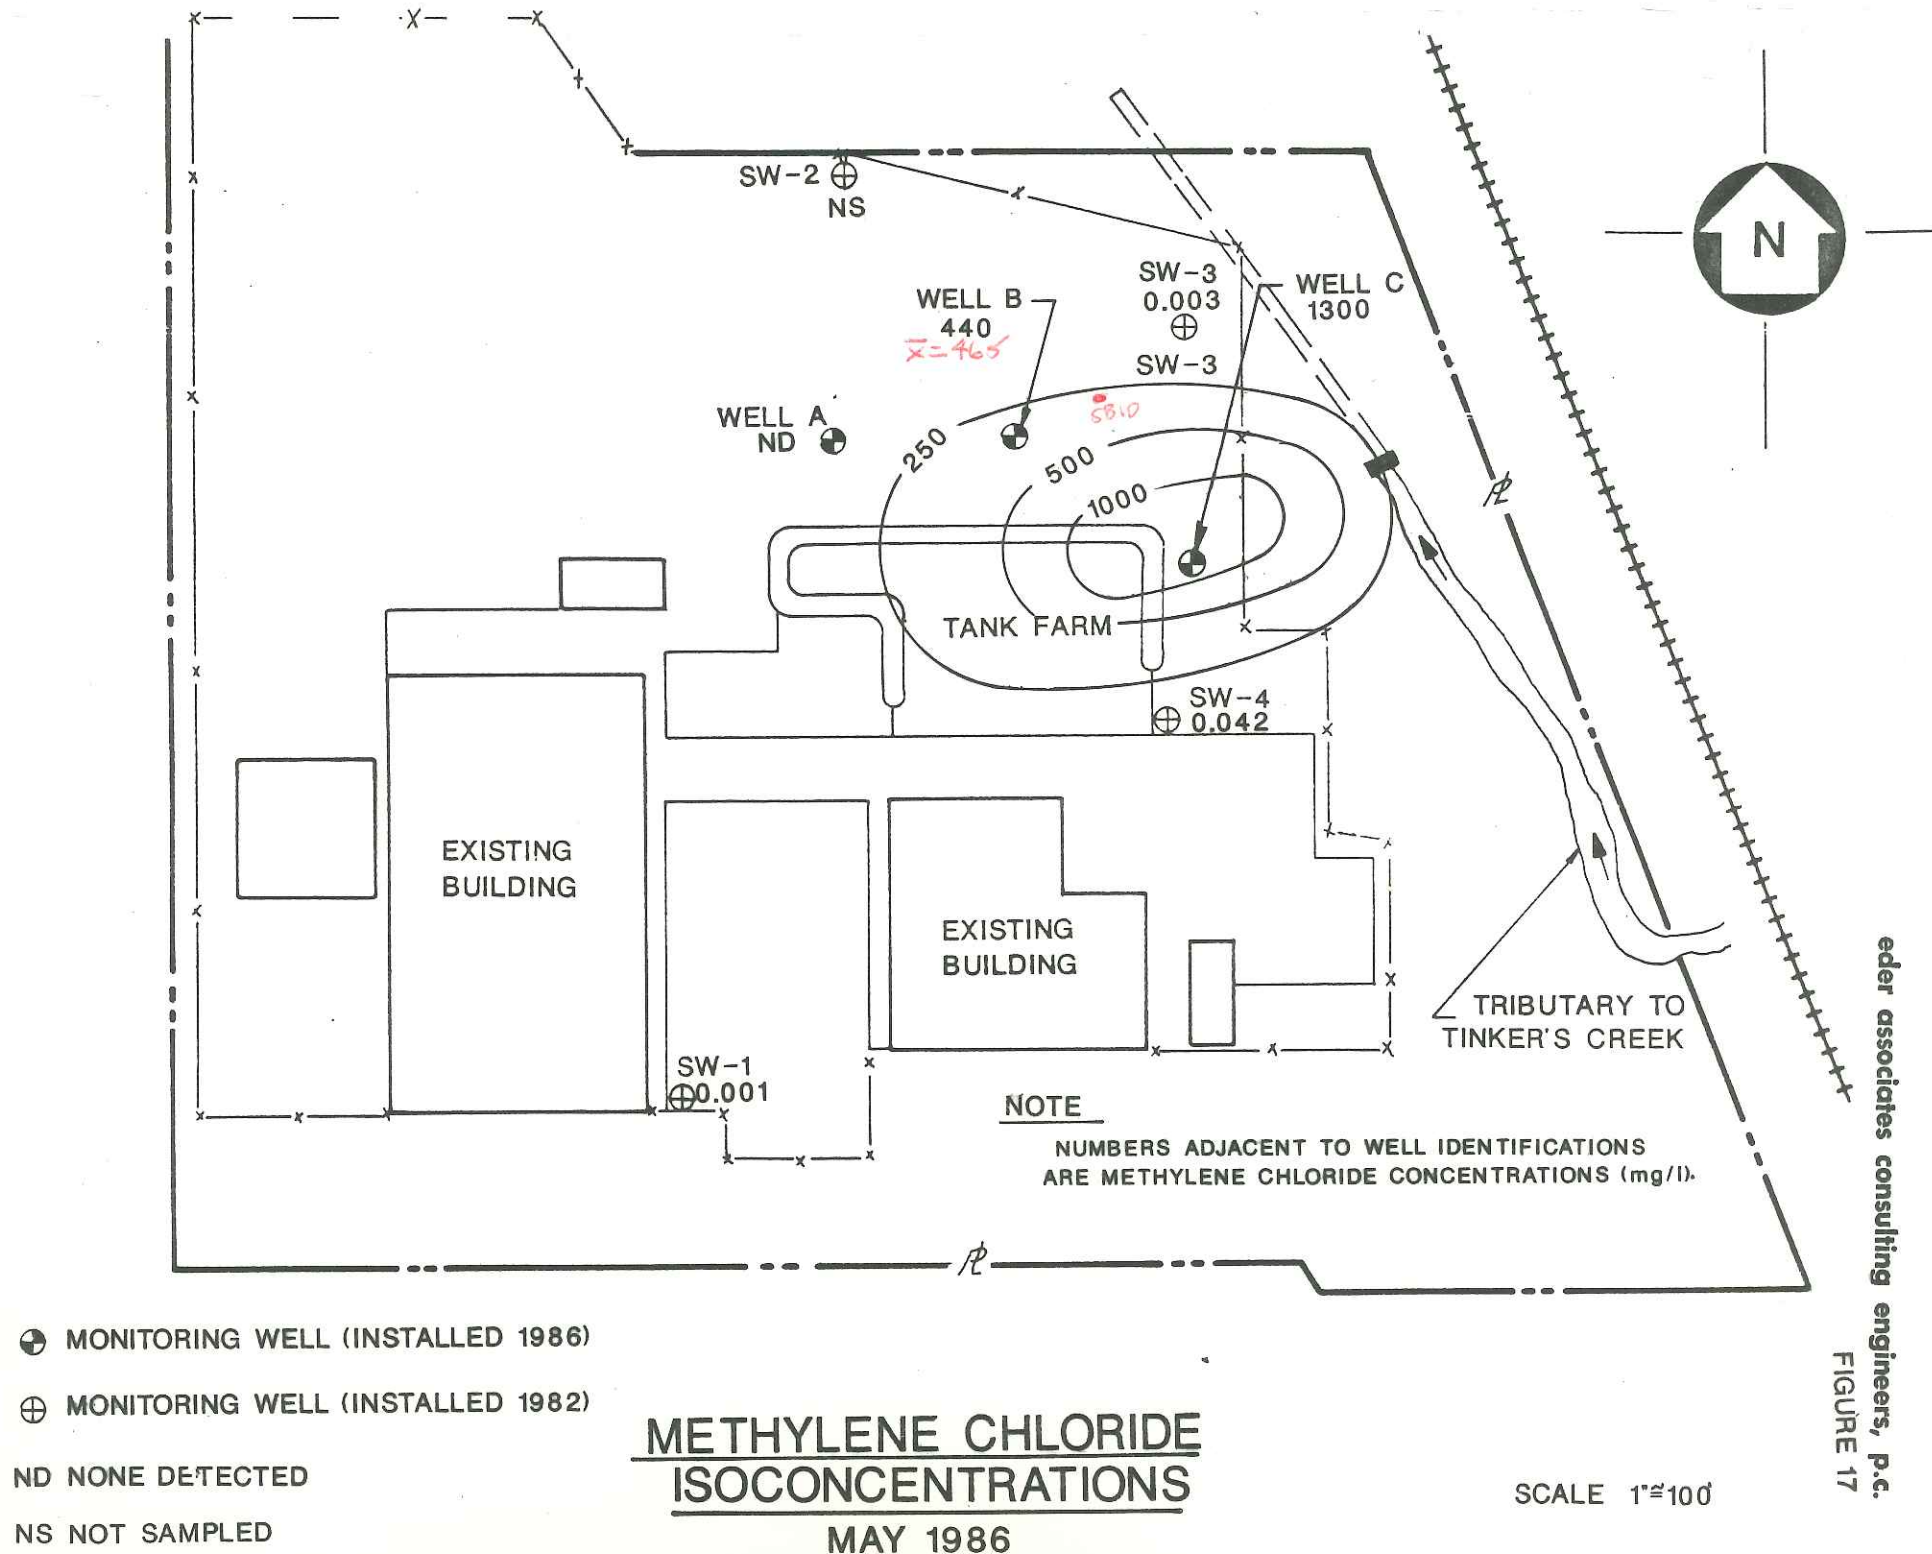 SW-2
NS
N
SW-3
0.003
WELL C
1300
WELL B
440
x̄=465
SW-3
SB10
WELL A
ND
250
500
1000
PL
TANK FARM
SW-4
0.042
EXISTING
BUILDING
EXISTING
BUILDING
TRIBUTARY TO
TINKER'S CREEK
SW-1
0.001
NOTE
NUMBERS ADJACENT TO WELL IDENTIFICATIONS
ARE METHYLENE CHLORIDE CONCENTRATIONS (mg/l).
PL
MONITORING WELL (INSTALLED 1986)
MONITORING WELL (INSTALLED 1982)
ND NONE DETECTED
NS NOT SAMPLED
METHYLENE CHLORIDE
ISOCONCENTRATIONS
MAY 1986
SCALE 1"≅100'
eder associates consulting engineers, p.c.
FIGURE 17